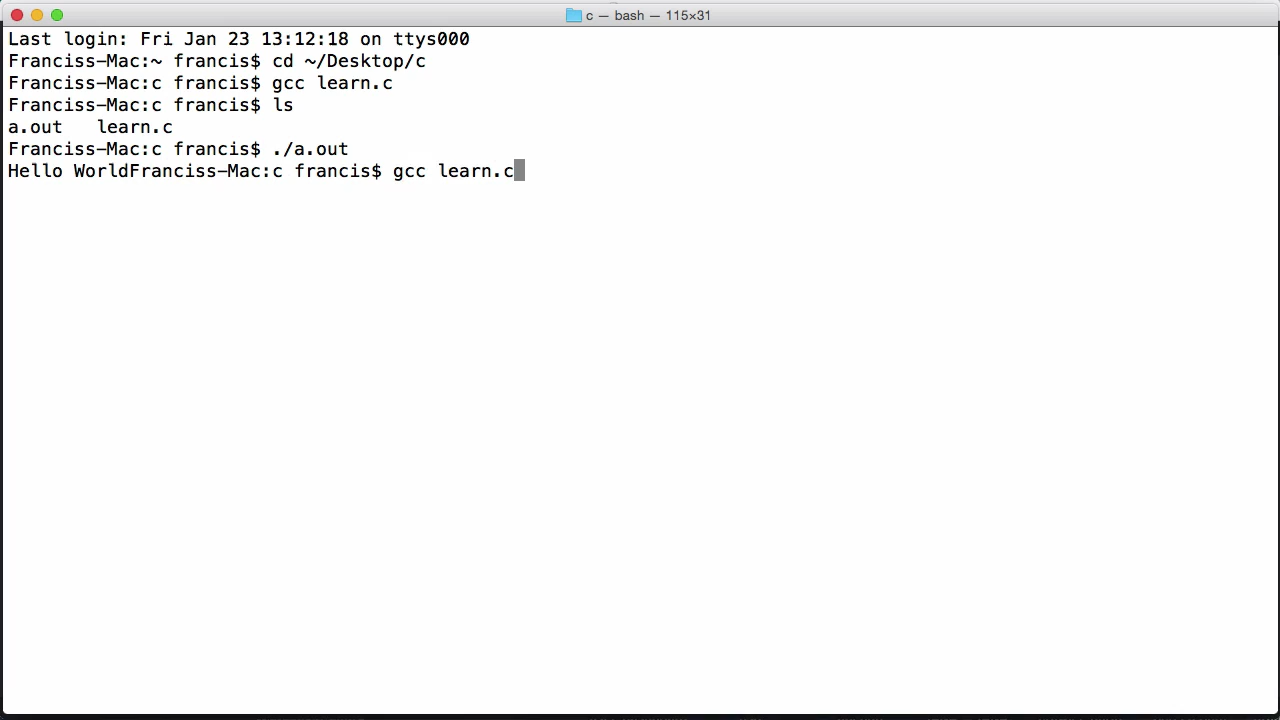 c — bash — 115×31
Last login: Fri Jan 23 13:12:18 on ttys000
Franciss-Mac:~ francis$ cd ~/Desktop/c
Franciss-Mac:c francis$ gcc learn.c
Franciss-Mac:c francis$ ls
a.out   learn.c
Franciss-Mac:c francis$ ./a.out
Hello WorldFranciss-Mac:c francis$ gcc learn.c